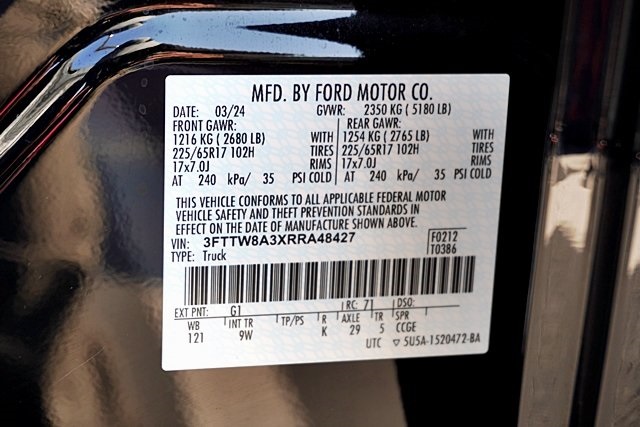 MFD. BY FORD MOTOR CO.
DATE: 03/24 GVWR: 2350 KG ( 5180 LB)
FRONT GAWR: REAR GAWR:
1216 KG ( 2680 LB) WITH 1254 KG ( 2765 LB) WITH
225/65R17 102H TIRES 225/65R17 102H TIRES
17x7.0J RIMS 17x7.0J RIMS
AT 240 kPa/ 35 PSI COLD AT 240 kPa/ 35 PSI COLD
THIS VEHICLE CONFORMS TO ALL APPLICABLE FEDERAL MOTOR
VEHICLE SAFETY AND THEFT PREVENTION STANDARDS IN
EFFECT ON THE DATE OF MANUFACTURE SHOWN ABOVE.
VIN: 3FTTW8A3XRRA48427 F0212
TYPE: Truck T0386
EXT PNT: G1 RC: 71 DSO:
WB INT TR TP/PS R AXLE TR SPR
121 9W K 29 5 CCGE
UTC ▽ SU5A-1520472-BA